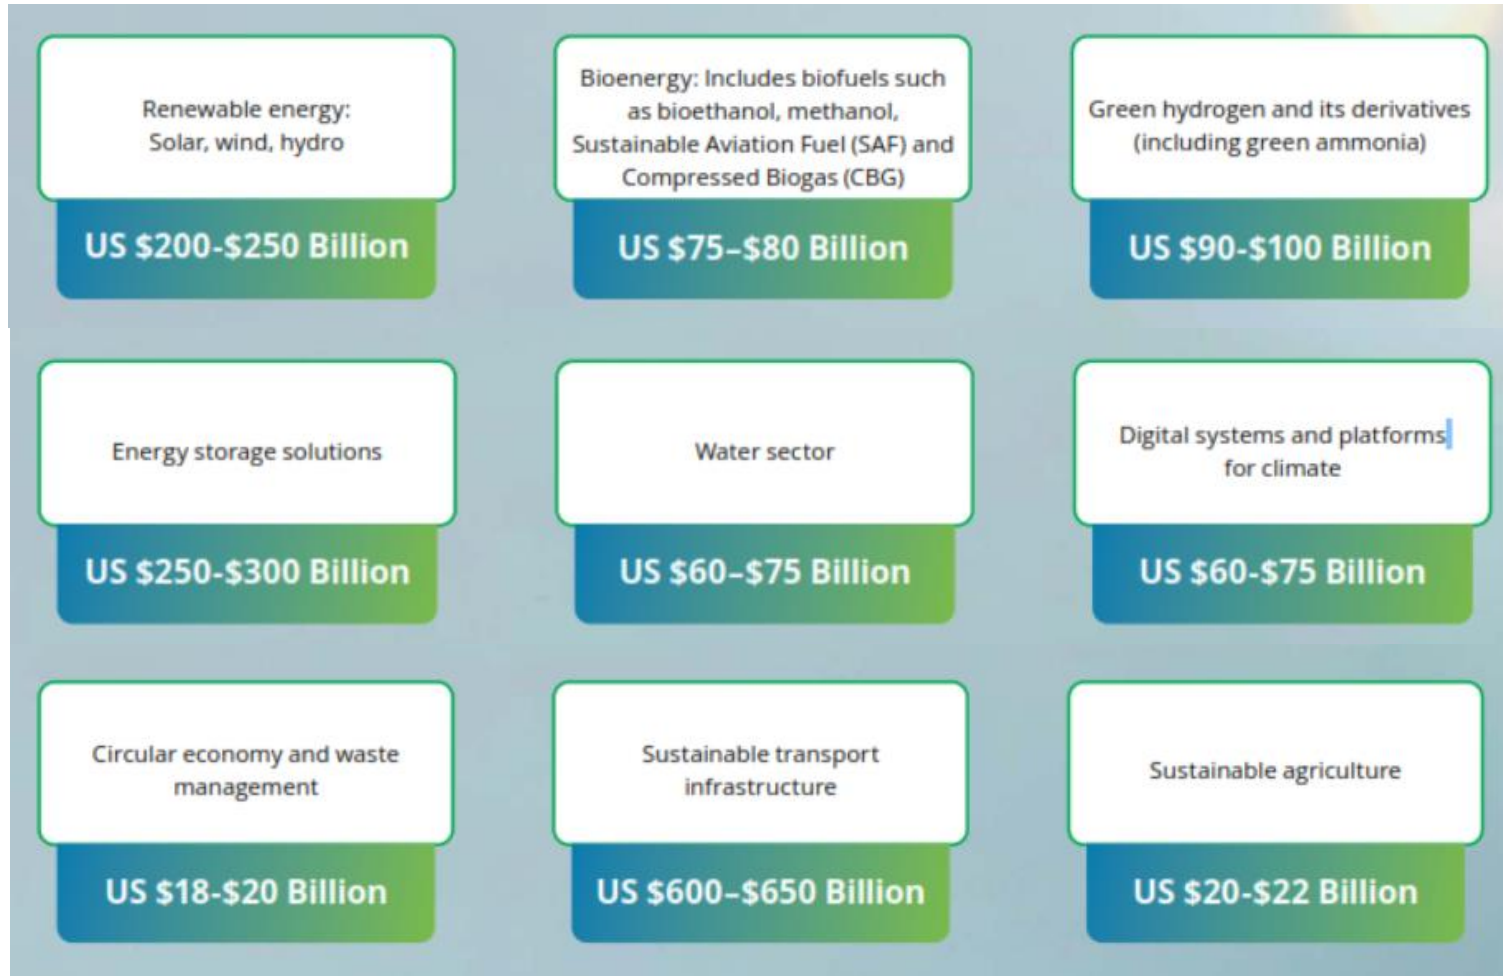 Renewable energy:
Solar, wind, hydro
US $200-$250 Billion
Bioenergy: Includes biofuels such
as bioethanol, methanol,
Sustainable Aviation Fuel (SAF) and
Compressed Biogas (CBG)
US $75–$80 Billion
Green hydrogen and its derivatives
(including green ammonia)
US $90-$100 Billion
Energy storage solutions
US $250-$300 Billion
Water sector
US $60–$75 Billion
Digital systems and platforms
for climate
US $60-$75 Billion
Circular economy and waste
management
US $18-$20 Billion
Sustainable transport
infrastructure
US $600–$650 Billion
Sustainable agriculture
US $20-$22 Billion